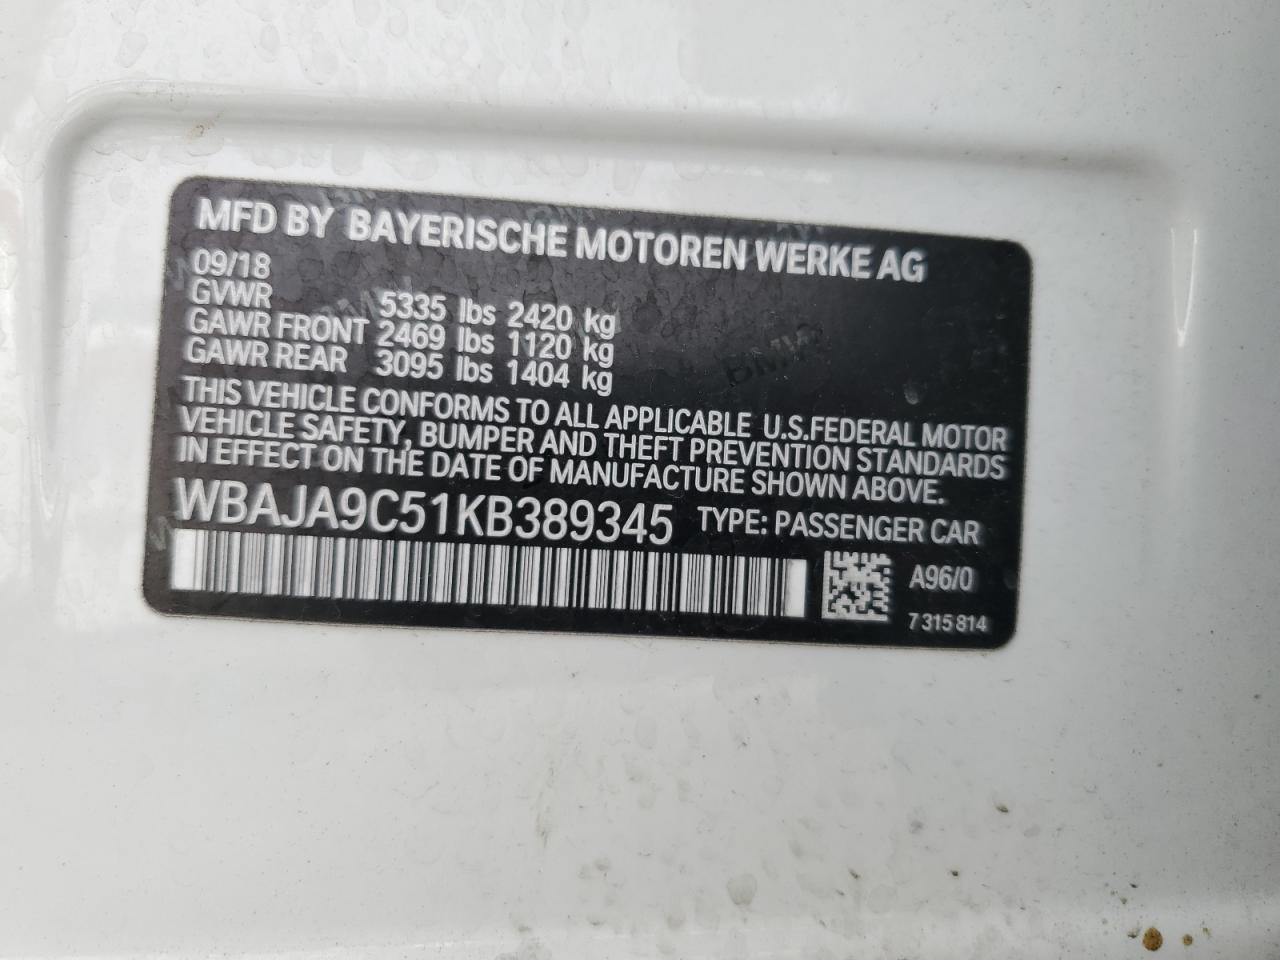 MFD BY BAYERISCHE MOTOREN WERKE AG
09/18
GVWR 5335 lbs 2420 kg
GAWR FRONT 2469 lbs 1120 kg
GAWR REAR 3095 lbs 1404 kg
THIS VEHICLE CONFORMS TO ALL APPLICABLE U.S.FEDERAL MOTOR
VEHICLE SAFETY, BUMPER AND THEFT PREVENTION STANDARDS
IN EFFECT ON THE DATE OF MANUFACTURE SHOWN ABOVE.
WBAJA9C51KB389345 TYPE: PASSENGER CAR
A96/0
7 315 814